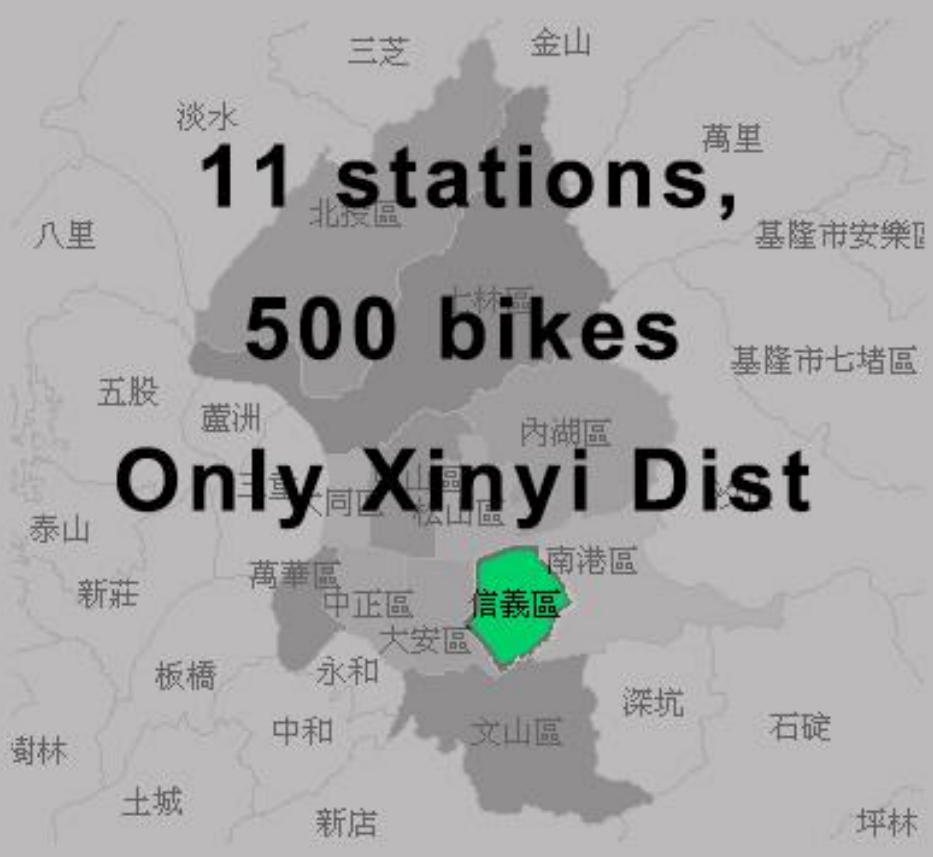 三芝
金山
淡水
萬里
11 stations,
北投區
八里
基隆市安樂
士林區
500 bikes
基隆市七堵區
五股
蘆洲
內湖區
Only Xinyi Dist
三重
大同區
山區
松山區
泰山
南港區
萬華區
新莊
中正區
信義區
大安區
永和
板橋
深坑
中和
文山區
石碇
樹林
土城
新店
坪林